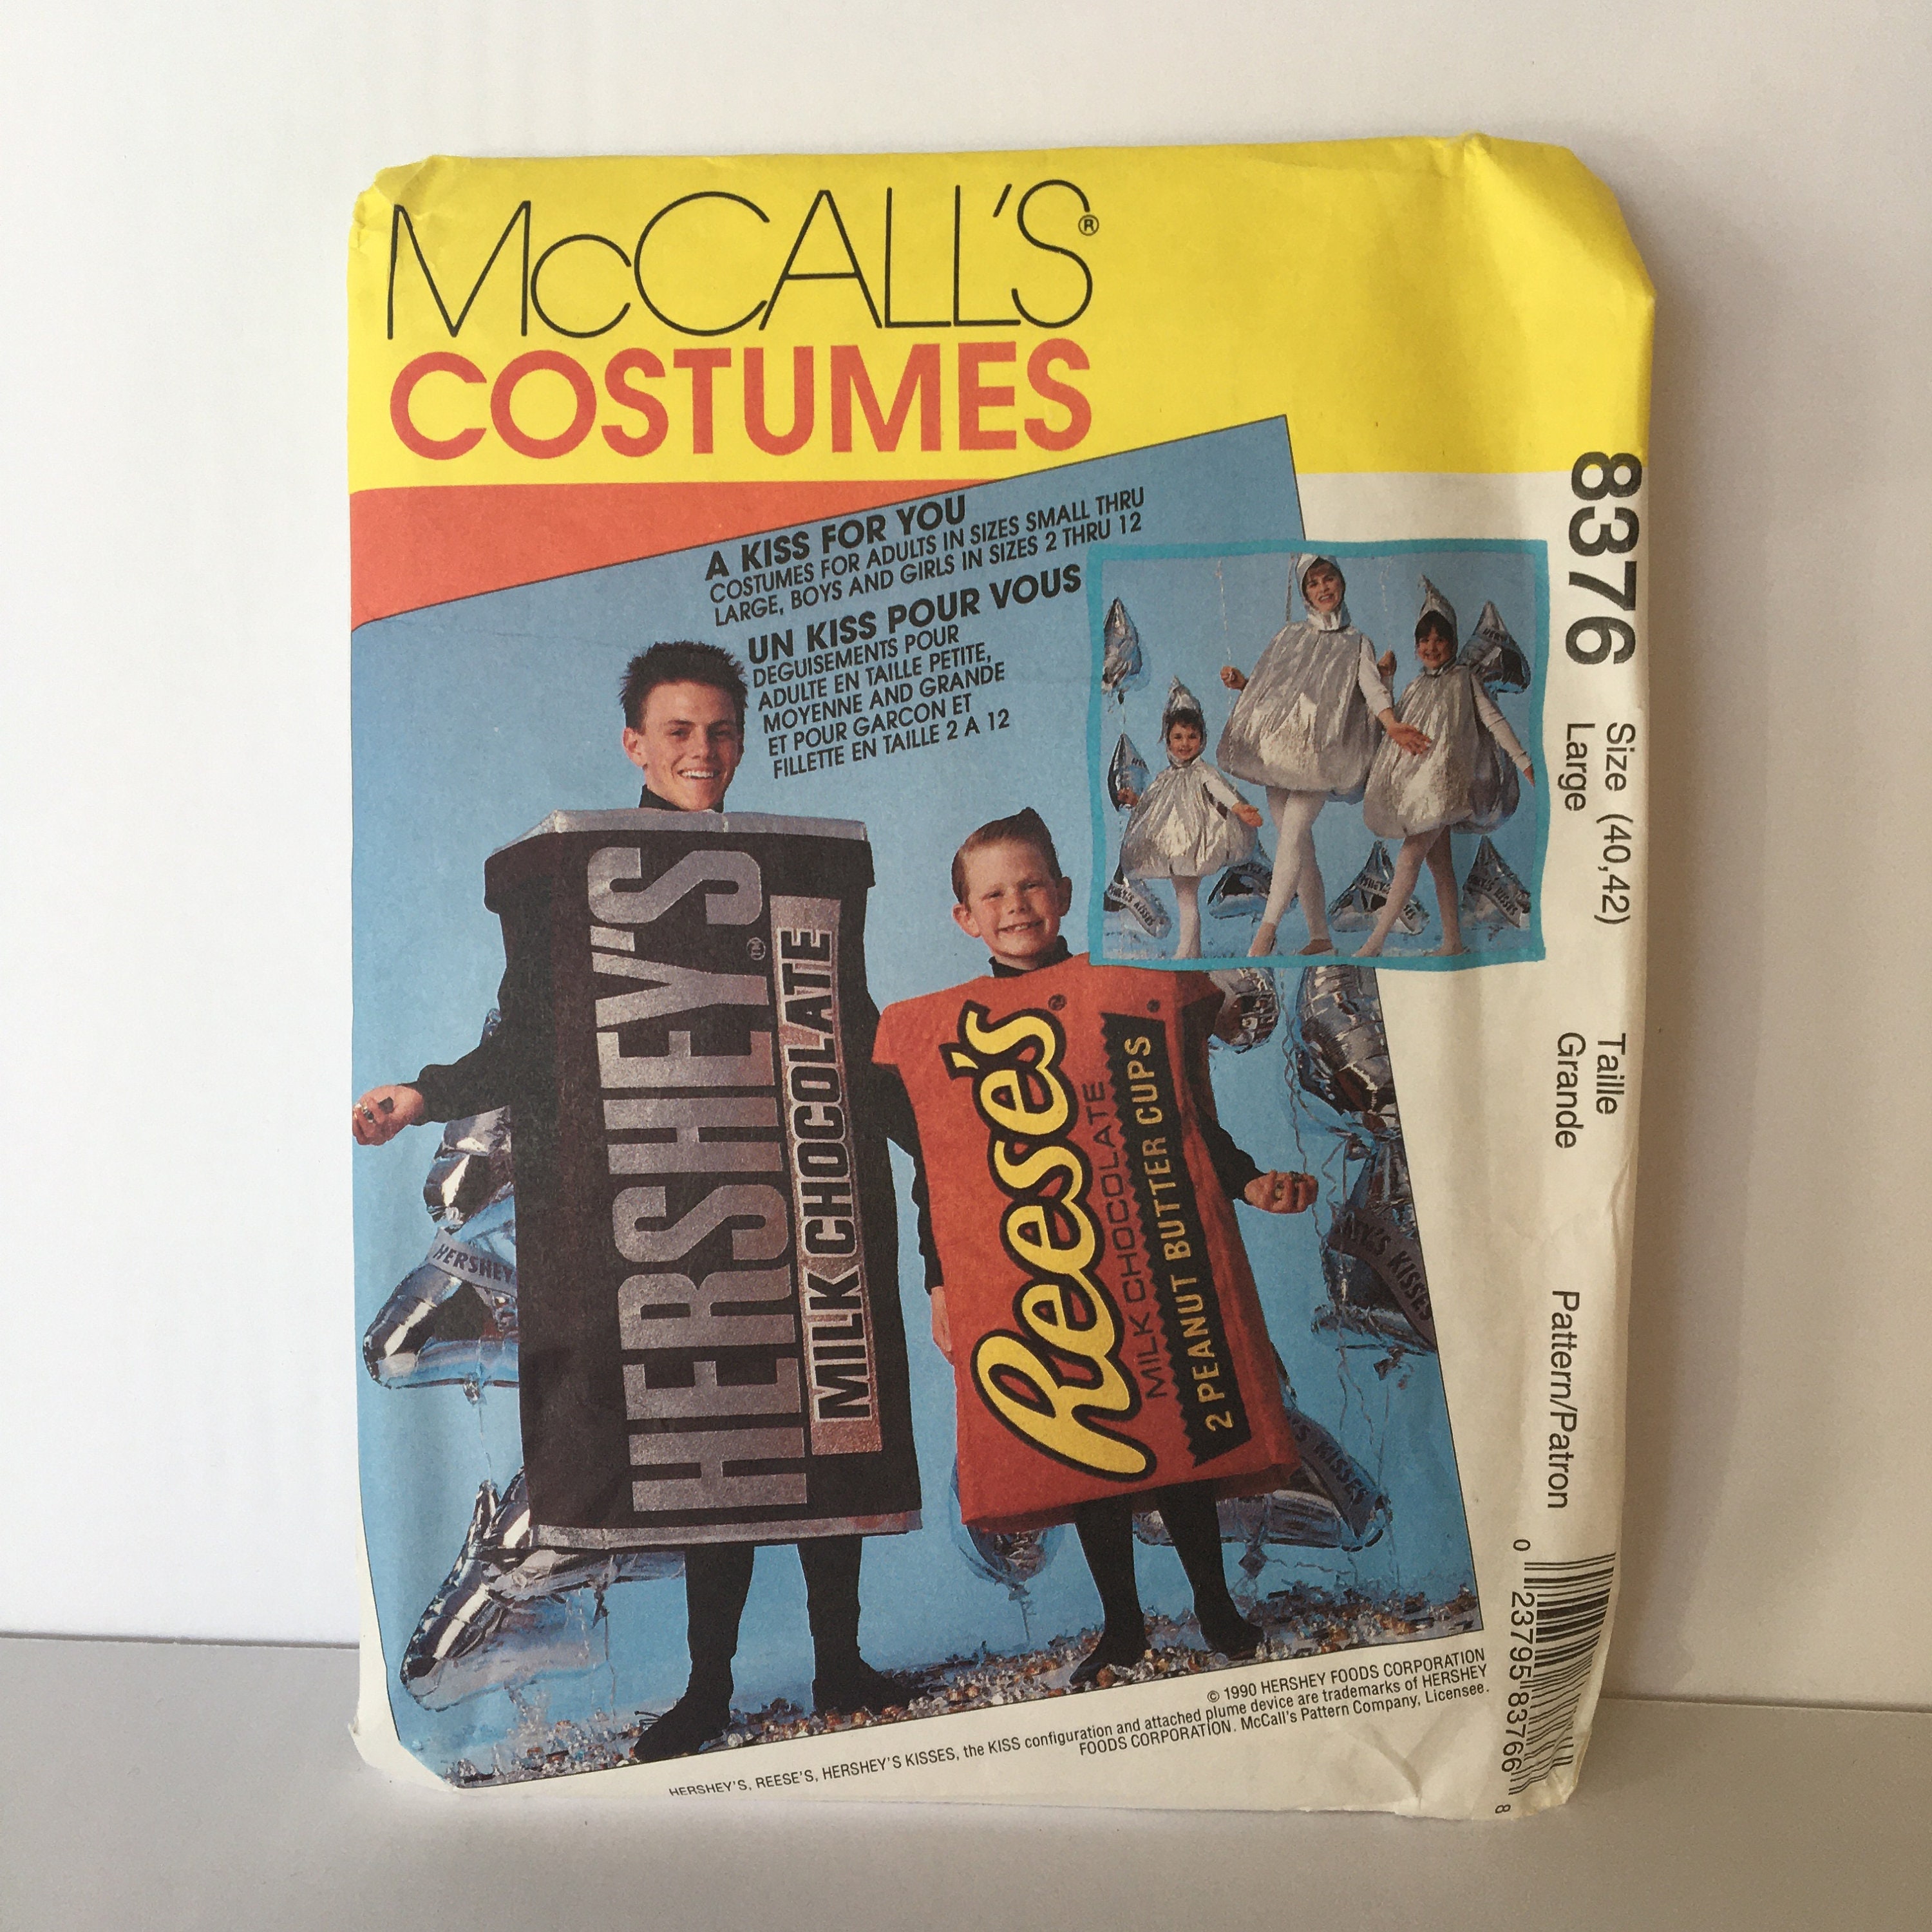 McCALL'S®
COSTUMES
A KISS FOR YOU
COSTUMES FOR ADULTS IN SIZES SMALL THRU
LARGE, BOYS AND GIRLS IN SIZES 2 THRU 12
UN KISS POUR VOUS
DEGUISEMENTS POUR
ADULTE EN TAILLE PETITE,
MOYENNE AND GRANDE
ET POUR GARCON ET
FILLETTE EN TAILLE 2 A 12
HERSHEY'S
MILK CHOCOLATE
Reese's®
MILK CHOCOLATE
2 PEANUT BUTTER CUPS
HERSHEY
KISSES
KISSES
8376
Size (40,42)
Large
Taille
Grande
Pattern/Patron
0 23795 83766 8
© 1990 HERSHEY FOODS CORPORATION
HERSHEY'S, REESE'S, HERSHEY'S KISSES, the KISS configuration and attached plume device are trademarks of HERSHEY
FOODS CORPORATION. McCall's Pattern Company, Licensee.